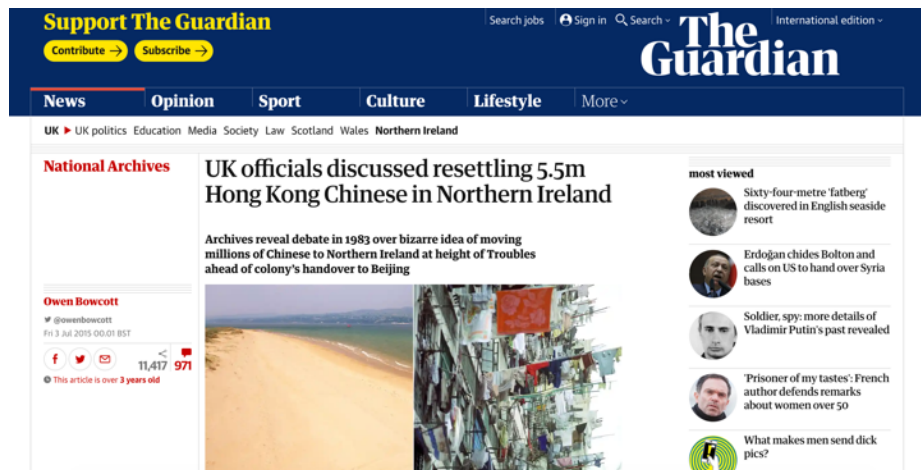 Support The Guardian
Search jobs
Sign in
Search
International edition
Contribute →
Subscribe →
The
Guardian
News
Opinion
Sport
Culture
Lifestyle
More
UK
UK politics
Education
Media
Society
Law
Scotland
Wales
Northern Ireland
National Archives
UK officials discussed resettling 5.5m
Hong Kong Chinese in Northern Ireland
Archives reveal debate in 1983 over bizarre idea of moving
millions of Chinese to Northern Ireland at height of Troubles
ahead of colony's handover to Beijing
Owen Bowcott
@owenbowcott
Fri 3 Jul 2015 00.01 BST
11,417
971
This article is over 3 years old
most viewed
Sixty-four-metre 'fatberg'
discovered in English seaside
resort
Erdoğan chides Bolton and
calls on US to hand over Syria
bases
Soldier, spy: more details of
Vladimir Putin's past revealed
'Prisoner of my tastes': French
author defends remarks
about women over 50
What makes men send dick
pics?